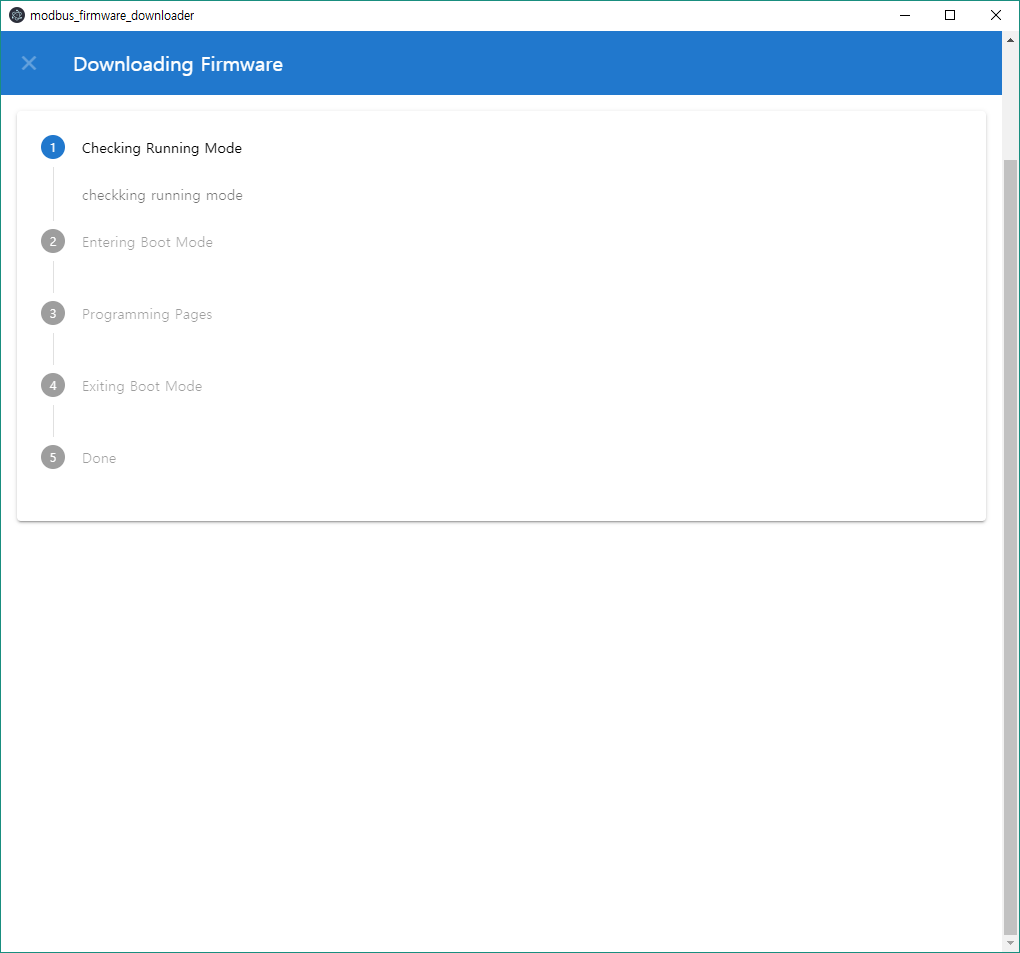 modbus_firmware_downloader
Downloading Firmware
1 Checking Running Mode
checkking running mode
2 Entering Boot Mode
3 Programming Pages
4 Exiting Boot Mode
5 Done